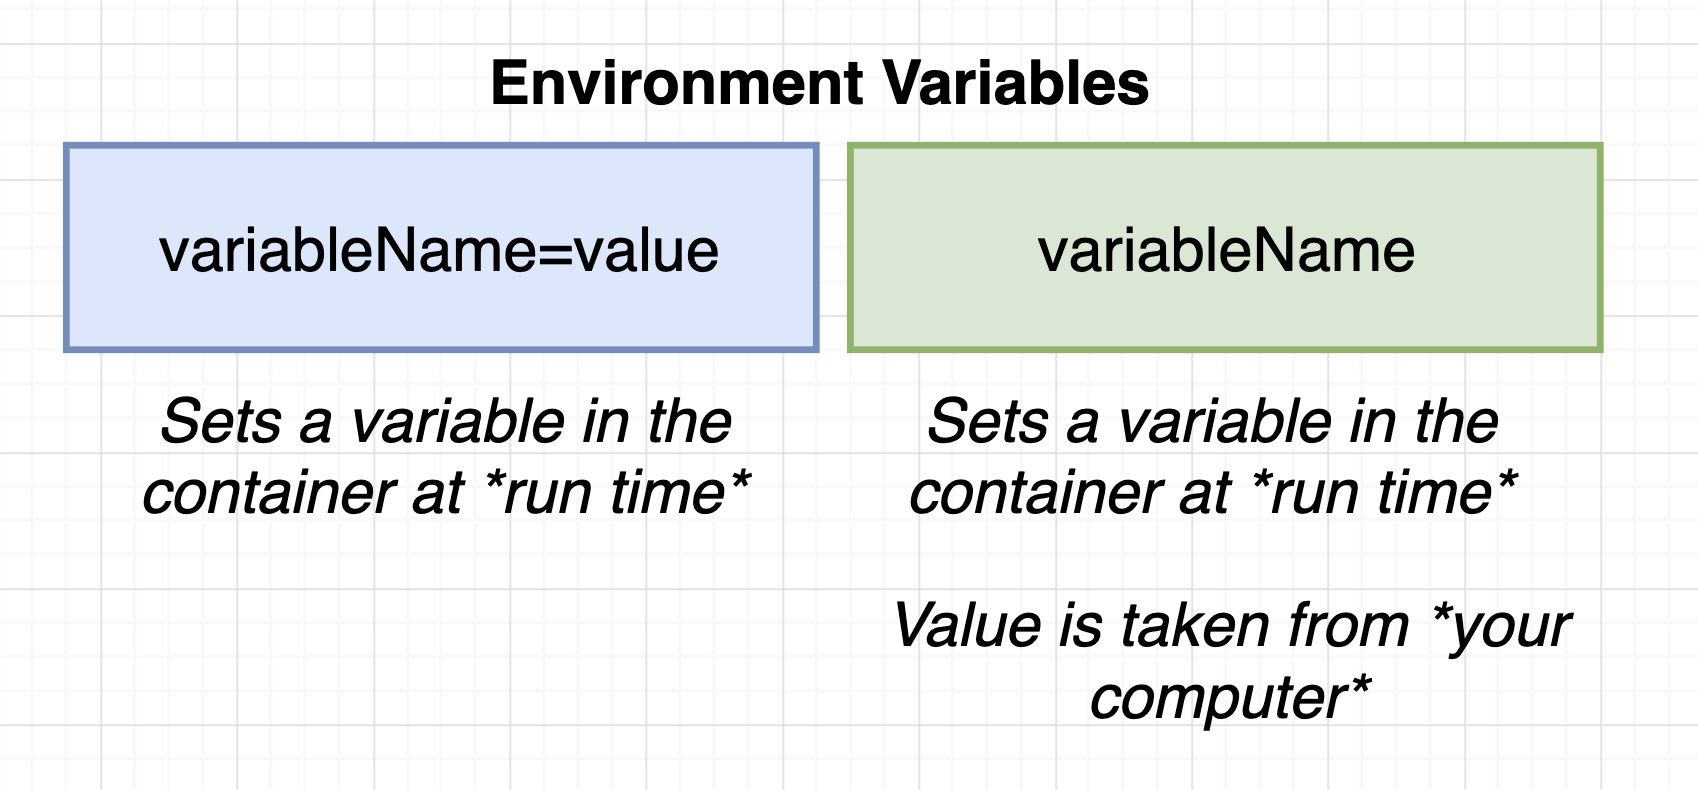 Environment Variables
variableName=value
variableName
Sets a variable in the
container at *run time*
Sets a variable in the
container at *run time*
Value is taken from *your
computer*